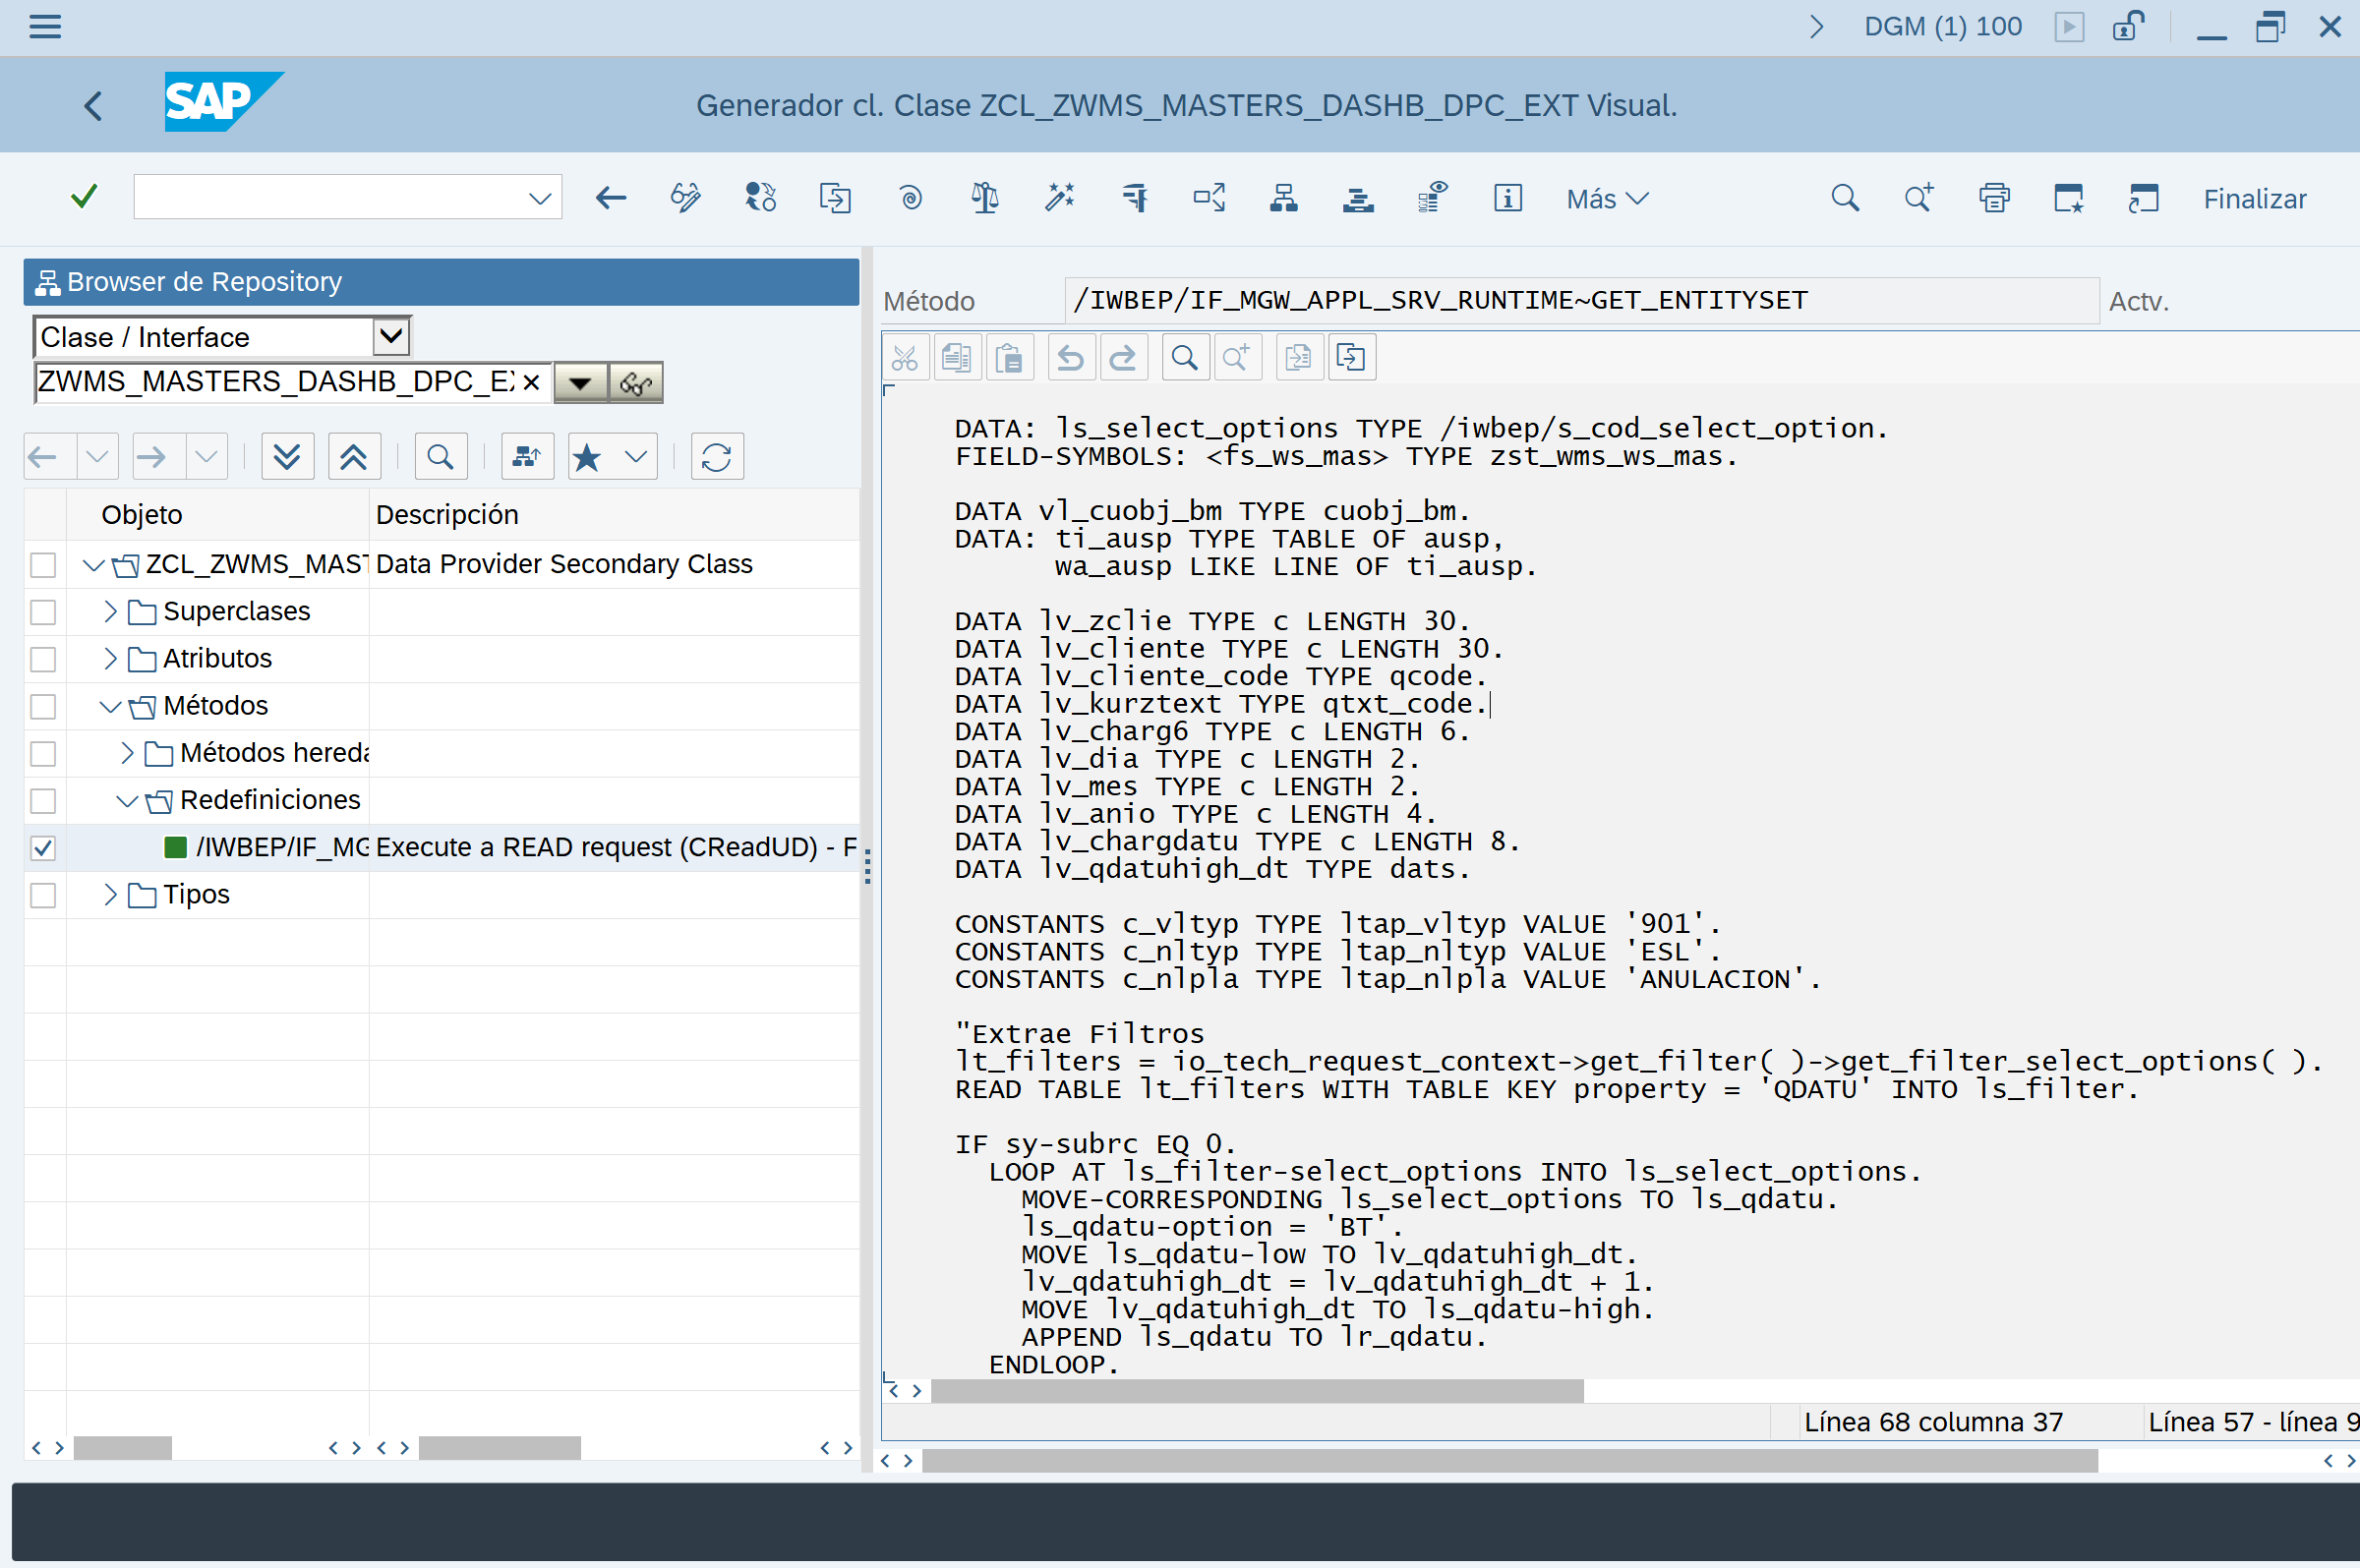 DGM (1) 100
SAP
Generador cl. Clase ZCL_ZWMS_MASTERS_DASHB_DPC_EXT Visual.
Más
Finalizar
Browser de Repository
Clase / Interface
ZWMS_MASTERS_DASHB_DPC_EX
Objeto Descripción
ZCL_ZWMS_MAST Data Provider Secondary Class
Superclases
Atributos
Métodos
Métodos hereda
Redefiniciones
/IWBEP/IF_MG Execute a READ request (CReadUD) - F
Tipos
Método /IWBEP/IF_MGW_APPL_SRV_RUNTIME~GET_ENTITYSET Actv.
DATA: ls_select_options TYPE /iwbep/s_cod_select_option.
FIELD-SYMBOLS: <fs_ws_mas> TYPE zst_wms_ws_mas.
DATA vl_cuobj_bm TYPE cuobj_bm.
DATA: ti_ausp TYPE TABLE OF ausp,
wa_ausp LIKE LINE OF ti_ausp.
DATA lv_zclie TYPE c LENGTH 30.
DATA lv_cliente TYPE c LENGTH 30.
DATA lv_cliente_code TYPE qcode.
DATA lv_kurztext TYPE qtxt_code.
DATA lv_charg6 TYPE c LENGTH 6.
DATA lv_dia TYPE c LENGTH 2.
DATA lv_mes TYPE c LENGTH 2.
DATA lv_anio TYPE c LENGTH 4.
DATA lv_chargdatu TYPE c LENGTH 8.
DATA lv_qdatuhigh_dt TYPE dats.
CONSTANTS c_vltyp TYPE ltap_vltyp VALUE '901'.
CONSTANTS c_nltyp TYPE ltap_nltyp VALUE 'ESL'.
CONSTANTS c_nlpla TYPE ltap_nlpla VALUE 'ANULACION'.
"Extrae Filtros
lt_filters = io_tech_request_context->get_filter( )->get_filter_select_options( ).
READ TABLE lt_filters WITH TABLE KEY property = 'QDATU' INTO ls_filter.
IF sy-subrc EQ 0.
LOOP AT ls_filter-select_options INTO ls_select_options.
MOVE-CORRESPONDING ls_select_options TO ls_qdatu.
ls_qdatu-option = 'BT'.
MOVE ls_qdatu-low TO lv_qdatuhigh_dt.
lv_qdatuhigh_dt = lv_qdatuhigh_dt + 1.
MOVE lv_qdatuhigh_dt TO ls_qdatu-high.
APPEND ls_qdatu TO lr_qdatu.
ENDLOOP.
Línea 68 columna 37 Línea 57 - línea 9